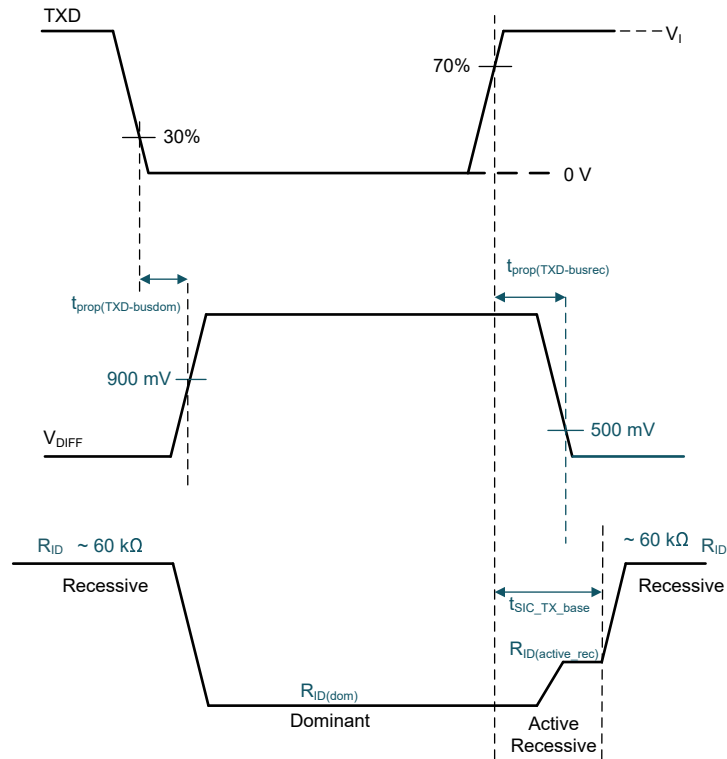 TXD
V_I
70%
30%
0 V
t_prop(TXD-busrec)
t_prop(TXD-busdom)
900 mV
500 mV
V_DIFF
R_ID ~ 60 kΩ
~ 60 kΩ R_ID
Recessive
Recessive
t_SIC_TX_base
R_ID(active_rec)
R_ID(dom)
Dominant
Active
Recessive